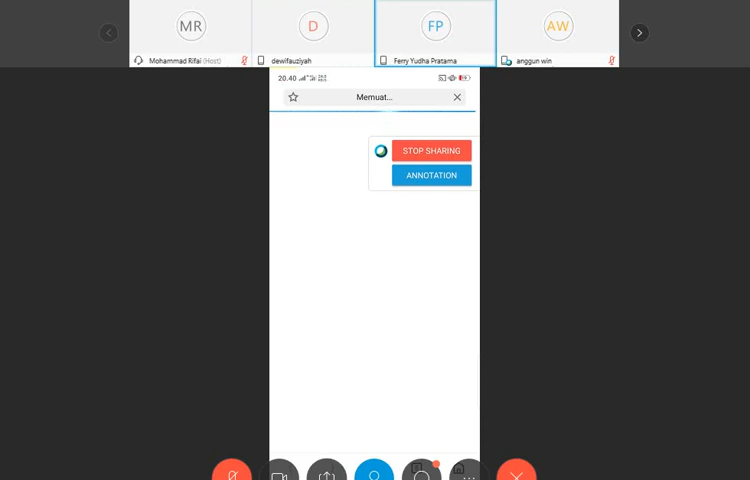 MR
D
FP
AW
Mohammad Rifai (Host)
dewifauziyah
Ferry Yudha Pratama
anggun win
20.40
Memuat...
STOP SHARING
ANNOTATION